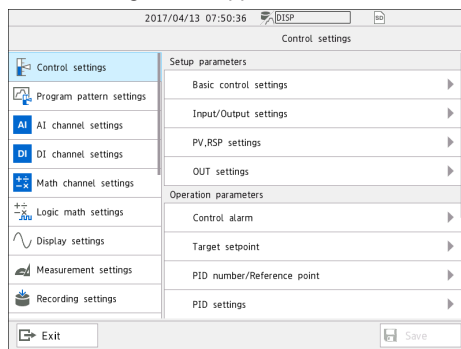 2017/04/13 07:50:36 DISP SD
Control settings
Control settings
Program pattern settings
AI AI channel settings
DI DI channel settings
Math channel settings
Logic math settings
Display settings
Measurement settings
Recording settings
Setup parameters
Basic control settings
Input/Output settings
PV,RSP settings
OUT settings
Operation parameters
Control alarm
Target setpoint
PID number/Reference point
PID settings
Exit
Save